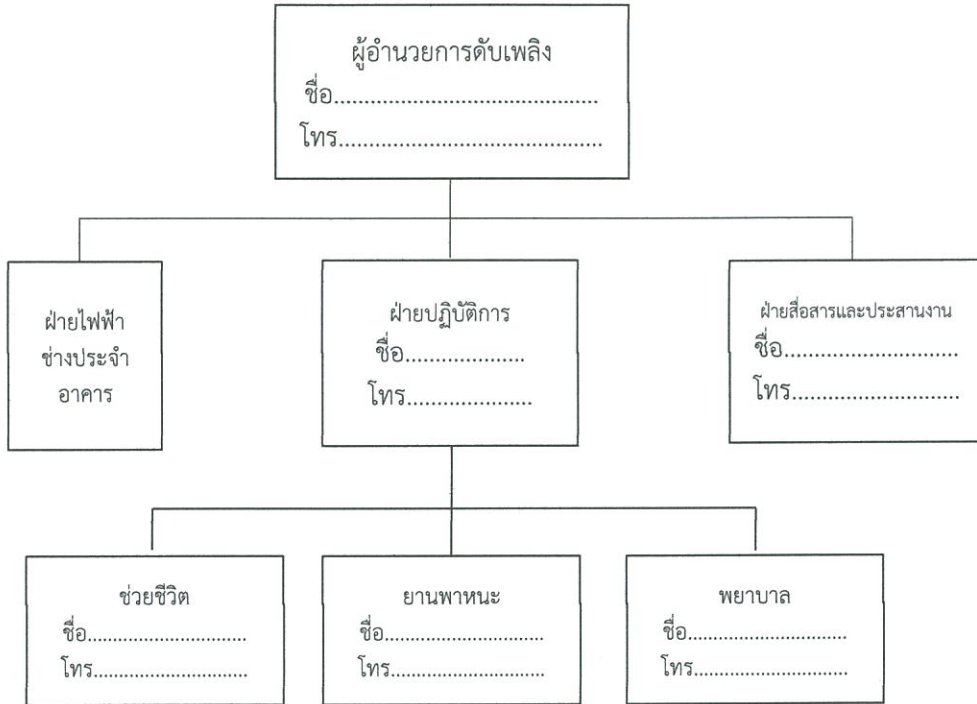 ผู้อำนวยการดับเพลิง
ชื่อ...........................................
โทร...........................................
ฝ่ายไฟฟ้า
ช่างประจำ
อาคาร
ฝ่ายปฏิบัติการ
ชื่อ....................
โทร.....................
ฝ่ายสื่อสารและประสานงาน
ชื่อ.............................
โทร.............................
ช่วยชีวิต
ชื่อ...............................
โทร...............................
ยานพาหนะ
ชื่อ...............................
โทร...............................
พยาบาล
ชื่อ...............................
โทร...............................